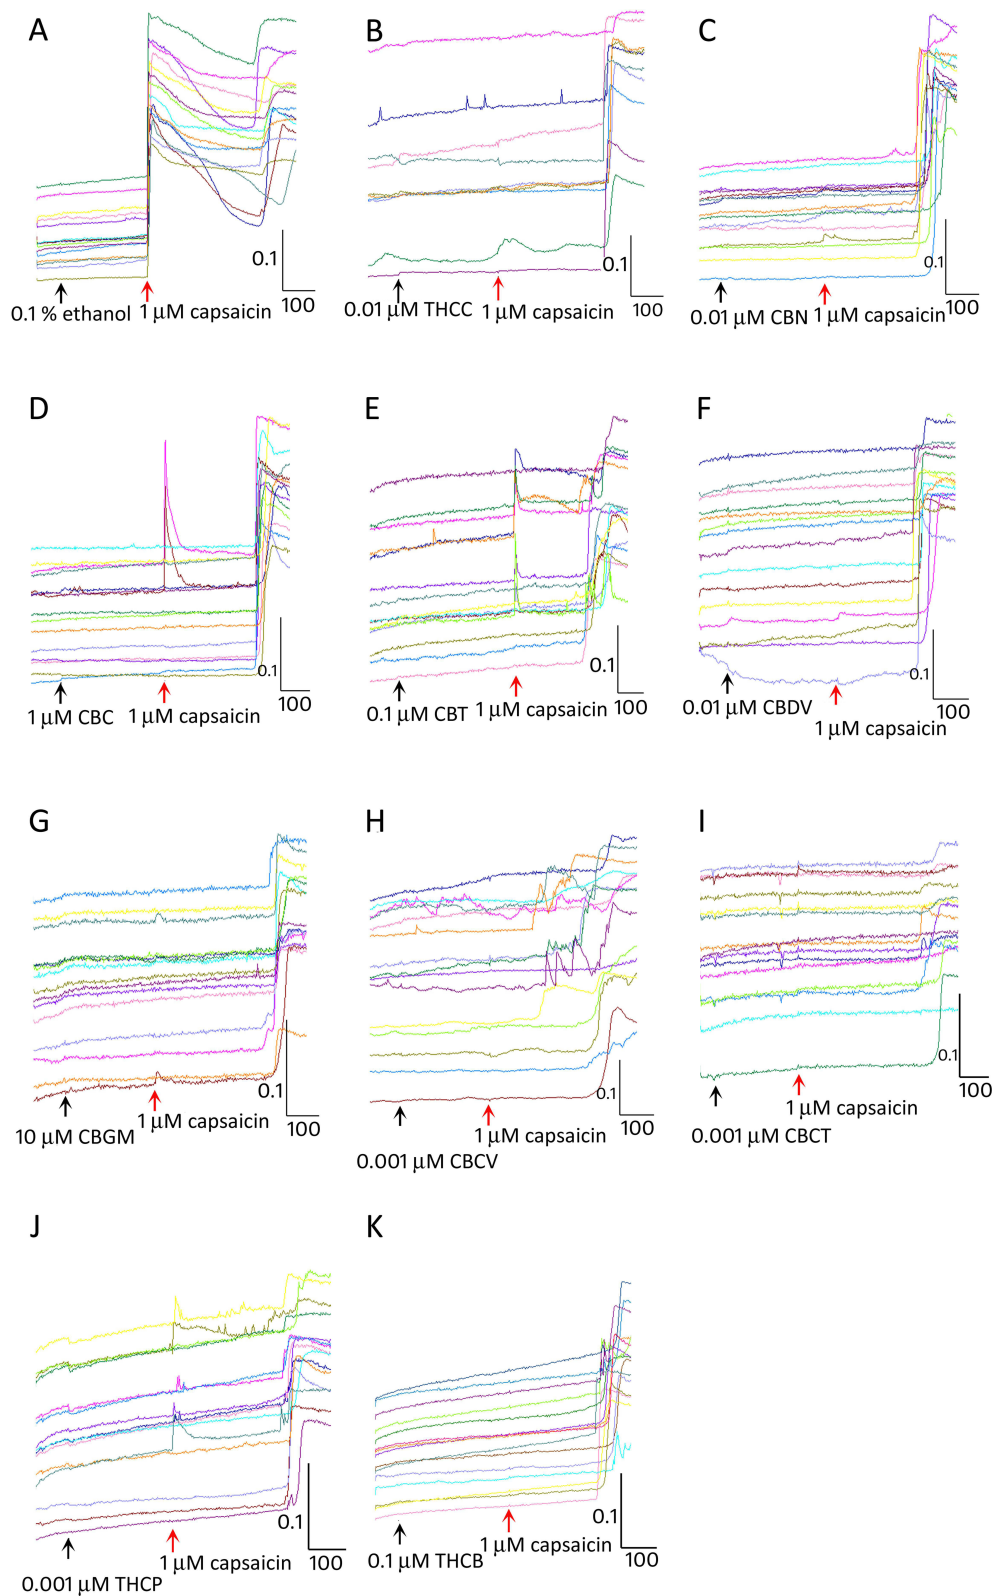 A
B
C
0.1
100
0.1 % ethanol
1 µM capsaicin
0.1
100
0.01 µM THCC
1 µM capsaicin
0.1
100
0.01 µM CBN
1 µM capsaicin
D
E
F
0.1
100
1 µM CBC
1 µM capsaicin
0.1
100
0.1 µM CBT
1 µM capsaicin
0.1
100
0.01 µM CBDV
1 µM capsaicin
G
H
I
0.1
100
10 µM CBGM
1 µM capsaicin
0.1
100
0.001 µM CBCV
1 µM capsaicin
0.1
100
0.001 µM CBCT
1 µM capsaicin
J
K
0.1
100
0.001 µM THCP
1 µM capsaicin
0.1
100
0.1 µM THCB
1 µM capsaicin